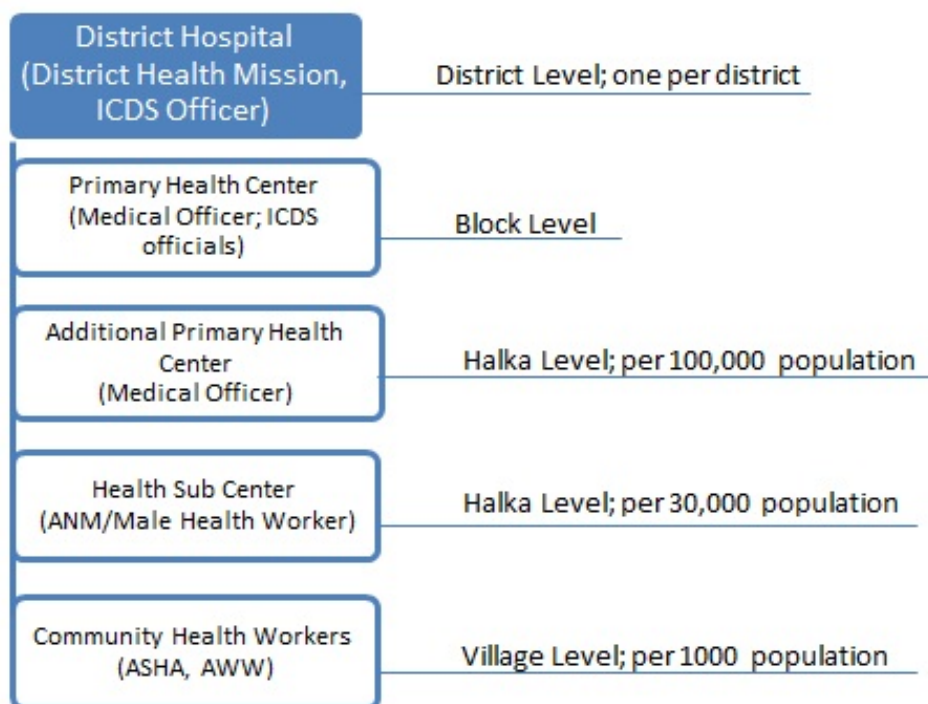 District Hospital
(District Health Mission,
ICDS Officer)
District Level; one per district
Primary Health Center
(Medical Officer; ICDS
officials)
Block Level
Additional Primary Health
Center
(Medical Officer)
Halka Level; per 100,000 population
Health Sub Center
(ANM/Male Health Worker)
Halka Level; per 30,000 population
Community Health Workers
(ASHA, AWW)
Village Level; per 1000 population